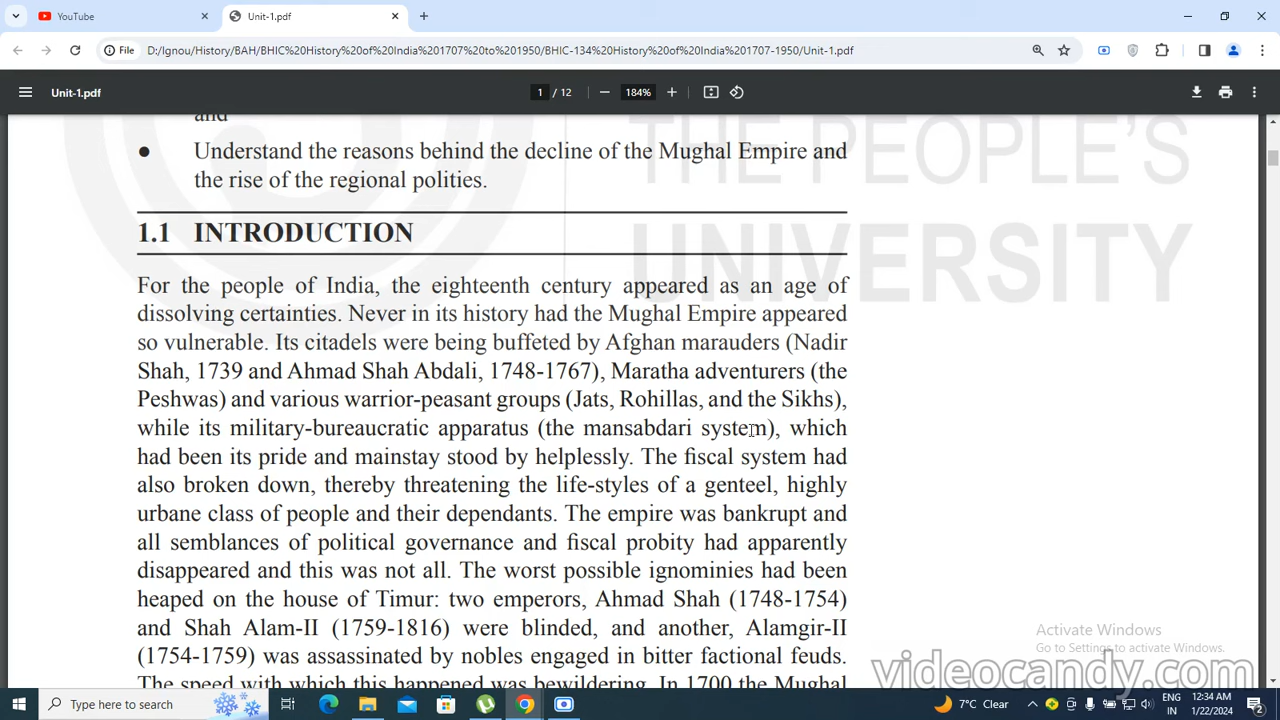 YouTube
Unit-1.pdf
File
D:/Ignou/History/BAH/BHIC%20History%20of%20India%201707%20to%201950/BHIC-134%20History%20of%20India%201707-1950/Unit-1.pdf
Unit-1.pdf
1 / 12
184%
THE PEOPLE'S
UNIVERSITY
and
● Understand the reasons behind the decline of the Mughal Empire and
the rise of the regional polities.
1.1 INTRODUCTION
For the people of India, the eighteenth century appeared as an age of
dissolving certainties. Never in its history had the Mughal Empire appeared
so vulnerable. Its citadels were being buffeted by Afghan marauders (Nadir
Shah, 1739 and Ahmad Shah Abdali, 1748-1767), Maratha adventurers (the
Peshwas) and various warrior-peasant groups (Jats, Rohillas, and the Sikhs),
while its military-bureaucratic apparatus (the mansabdari system), which
had been its pride and mainstay stood by helplessly. The fiscal system had
also broken down, thereby threatening the life-styles of a genteel, highly
urbane class of people and their dependants. The empire was bankrupt and
all semblances of political governance and fiscal probity had apparently
disappeared and this was not all. The worst possible ignominies had been
heaped on the house of Timur: two emperors, Ahmad Shah (1748-1754)
and Shah Alam-II (1759-1816) were blinded, and another, Alamgir-II
(1754-1759) was assassinated by nobles engaged in bitter factional feuds.
The speed with which this happened was bewildering. In 1700 the Mughal
Activate Windows
Go to Settings to activate Windows.
videocandy.com
Type here to search
7°C Clear
ENG
IN
12:34 AM
1/22/2024
2